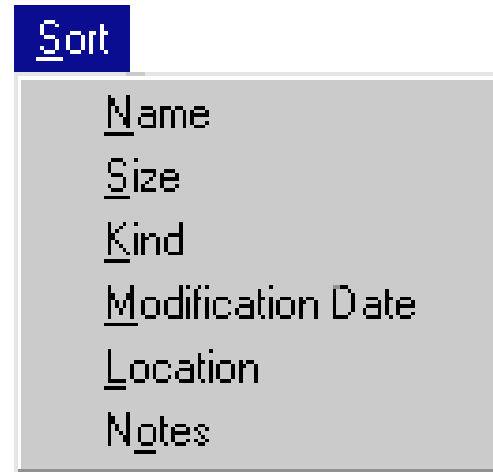 Sort
Name
Size
Kind
Modification Date
Location
Notes